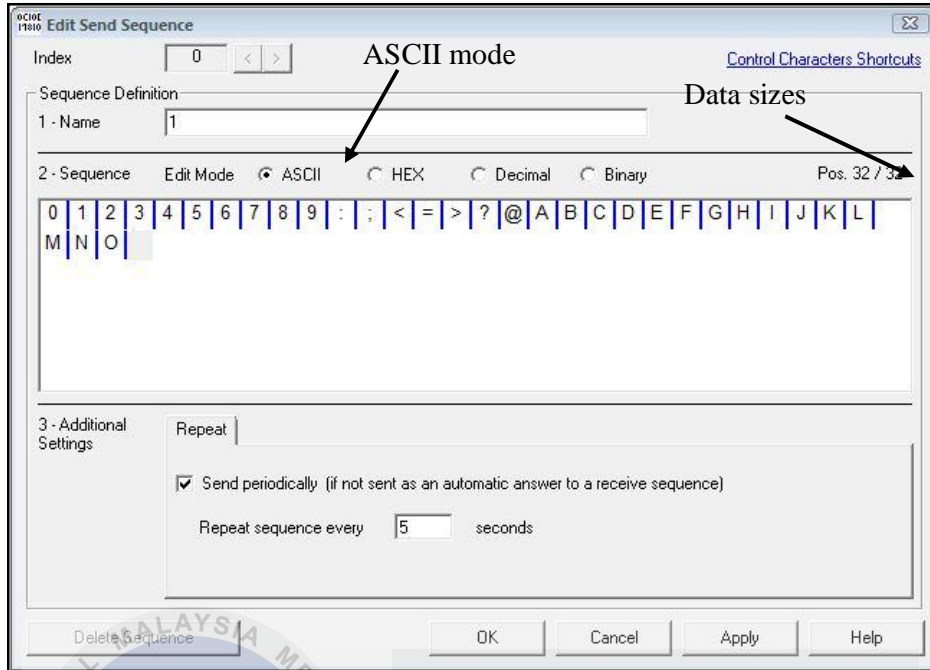 Edit Send Sequence
Index 0 < > ASCII mode Control Characters Shortcuts
Sequence Definition Data sizes
1 - Name 1
2 - Sequence Edit Mode ASCII HEX Decimal Binary Pos. 32 / 32
0 1 2 3 4 5 6 7 8 9 : ; < = > ? @ A B C D E F G H I J K L
M N O
3 - Additional Settings Repeat
Send periodically (if not sent as an automatic answer to a receive sequence)
Repeat sequence every 5 seconds
Delete Sequence OK Cancel Apply Help
MALAYSIA